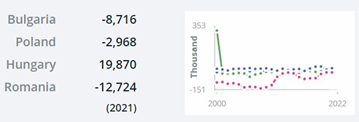 Bulgaria -8,716
Poland -2,968
Hungary 19,870
Romania -12,724
(2021)
353
Thousand
-151
2000 2022